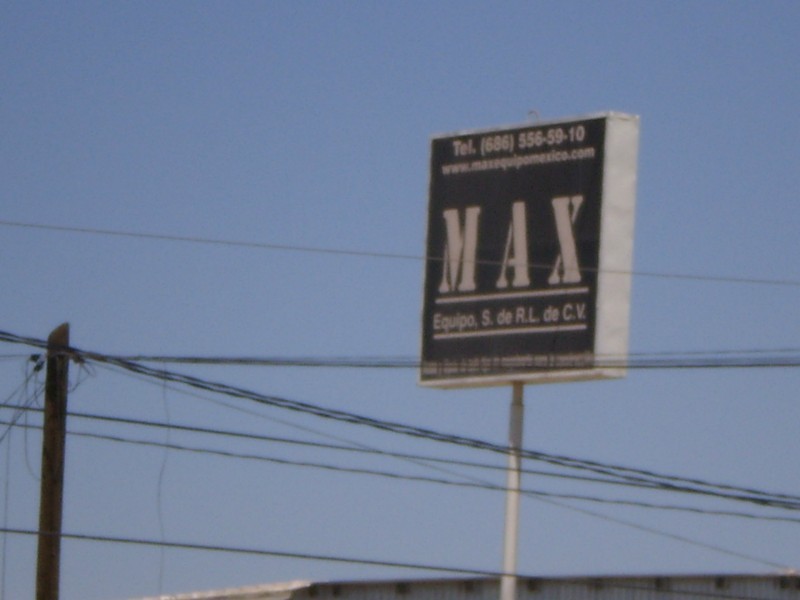 Tel. (686) 556-59-10
www.maxequipomexico.com
MAX
Equipo, S. de R.L. de C.V.